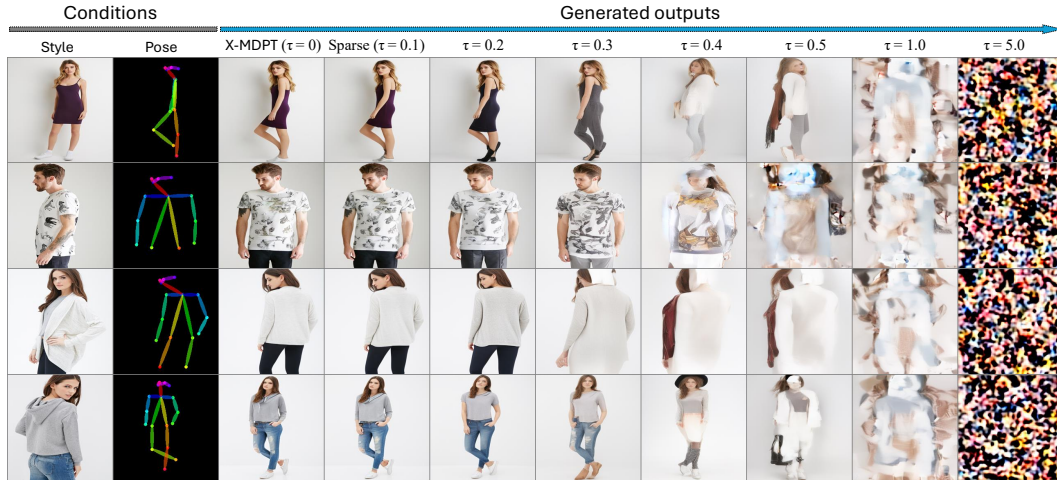 Conditions
Generated outputs
Style Pose X-MDPT (τ = 0) Sparse (τ = 0.1) τ = 0.2 τ = 0.3 τ = 0.4 τ = 0.5 τ = 1.0 τ = 5.0